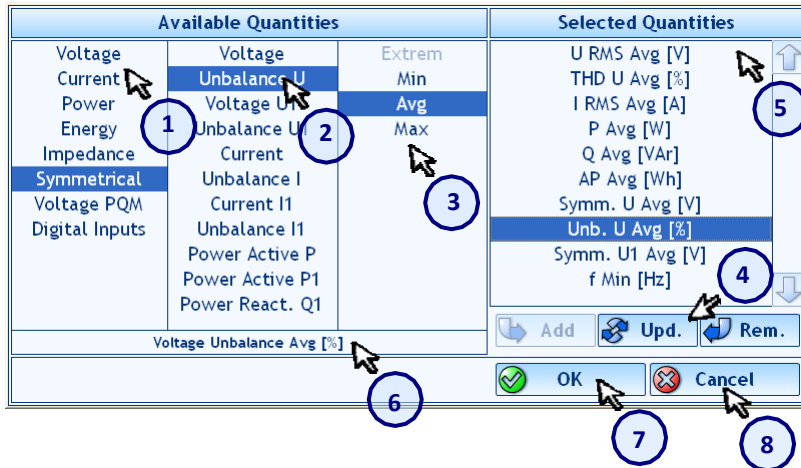 Available Quantities
Selected Quantities
Voltage
Current
Power
Energy
Impedance
Symmetrical
Voltage PQM
Digital Inputs
Voltage
Unbalance U
Voltage U1
Unbalance U1
Current
Unbalance I
Current I1
Unbalance I1
Power Active P
Power Active P1
Power React. Q1
Extrem
Min
Avg
Max
U RMS Avg [V]
THD U Avg [%]
I RMS Avg [A]
P Avg [W]
Q Avg [VAr]
AP Avg [Wh]
Symm. U Avg [V]
Unb. U Avg [%]
Symm. U1 Avg [V]
f Min [Hz]
1
2
3
5
4
Add
Upd.
Rem.
Voltage Unbalance Avg [%]
OK
Cancel
6
7
8